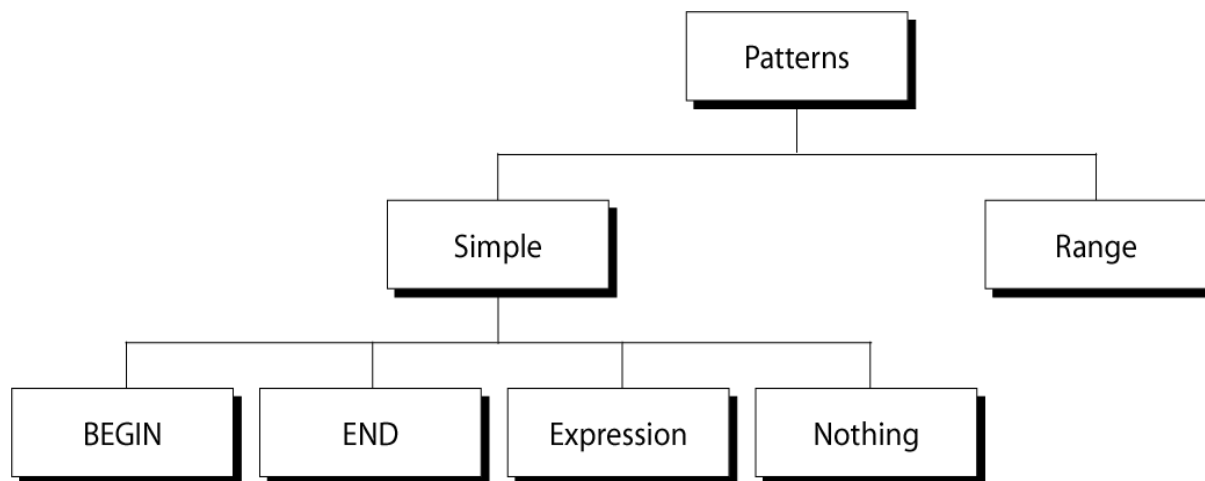 Patterns
Simple
Range
BEGIN
END
Expression
Nothing